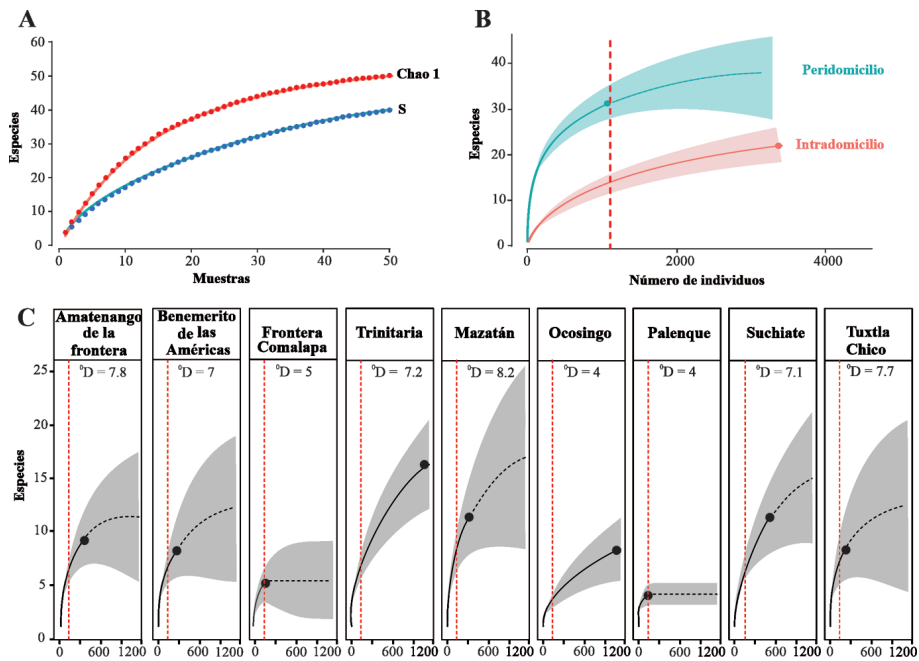 A
60
50
40
30
20
10
0
Especies
Chao 1
S
0 10 20 30 40 50
Muestras
B
40
30
20
10
0
Especies
Peridomicilio
Intradomicilio
0 2000 4000
Número de individuos
C
Amatenango
de la
frontera
Benemerito
de las
Américas
Frontera
Comalapa
Trinitaria
Mazatán
Ocosingo
Palenque
Suchiate
Tuxtla
Chico
⁰D = 7.8
⁰D = 7
⁰D = 5
⁰D = 7.2
⁰D = 8.2
⁰D = 4
⁰D = 4
⁰D = 7.1
⁰D = 7.7
25
20
15
10
5
0
Especies
0 600 1200
0 600 1200
0 600 1200
0 600 1200
0 600 1200
0 600 1200
0 600 1200
0 600 1200
0 600 1200